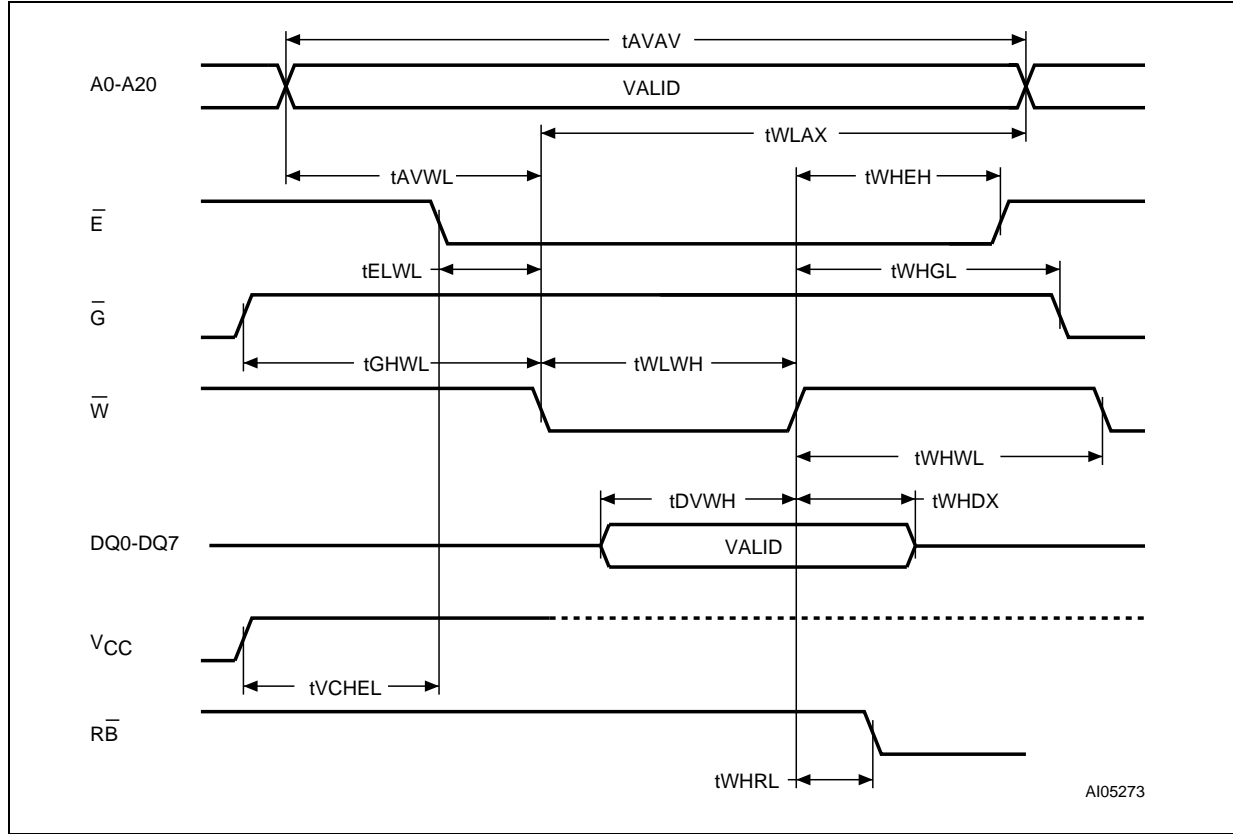 tAVAV
A0-A20
VALID
tWLAX
tAVWL
tWHEH
E̅
tELWL
tWHGL
G̅
tGHWL
tWLWH
W̅
tWHWL
tDVWH
tWHDX
DQ0-DQ7
VALID
VCC
tVCHEL
RB̅
tWHRL
AI05273